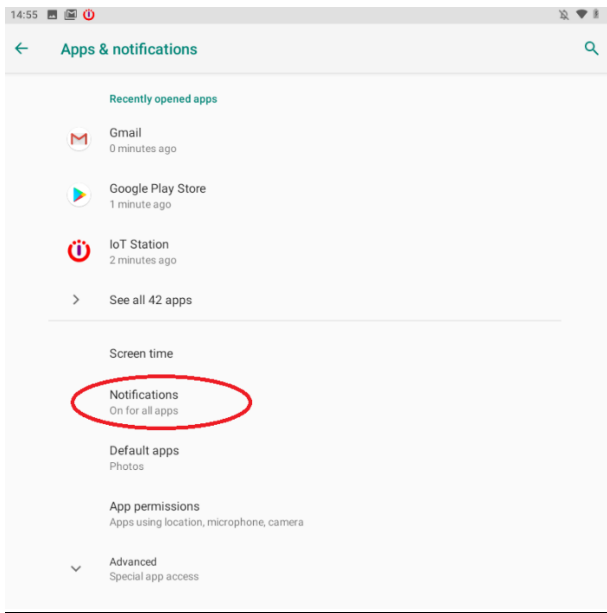 14:55
Apps & notifications
Recently opened apps
Gmail
0 minutes ago
Google Play Store
1 minute ago
IoT Station
2 minutes ago
See all 42 apps
Screen time
Notifications
On for all apps
Default apps
Photos
App permissions
Apps using location, microphone, camera
Advanced
Special app access